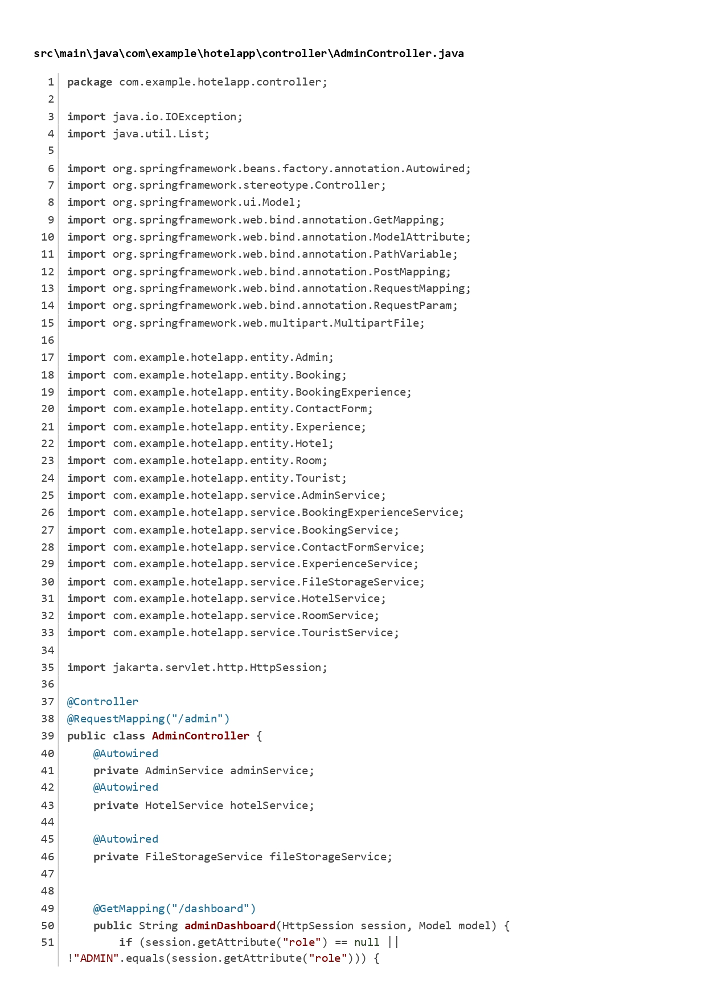 src\main\java\com\example\hotelapp\controller\AdminController.java
1 package com.example.hotelapp.controller;
2
3 import java.io.IOException;
4 import java.util.List;
5
6 import org.springframework.beans.factory.annotation.Autowired;
7 import org.springframework.stereotype.Controller;
8 import org.springframework.ui.Model;
9 import org.springframework.web.bind.annotation.GetMapping;
10 import org.springframework.web.bind.annotation.ModelAttribute;
11 import org.springframework.web.bind.annotation.PathVariable;
12 import org.springframework.web.bind.annotation.PostMapping;
13 import org.springframework.web.bind.annotation.RequestMapping;
14 import org.springframework.web.bind.annotation.RequestParam;
15 import org.springframework.web.multipart.MultipartFile;
16
17 import com.example.hotelapp.entity.Admin;
18 import com.example.hotelapp.entity.Booking;
19 import com.example.hotelapp.entity.BookingExperience;
20 import com.example.hotelapp.entity.ContactForm;
21 import com.example.hotelapp.entity.Experience;
22 import com.example.hotelapp.entity.Hotel;
23 import com.example.hotelapp.entity.Room;
24 import com.example.hotelapp.entity.Tourist;
25 import com.example.hotelapp.service.AdminService;
26 import com.example.hotelapp.service.BookingExperienceService;
27 import com.example.hotelapp.service.BookingService;
28 import com.example.hotelapp.service.ContactFormService;
29 import com.example.hotelapp.service.ExperienceService;
30 import com.example.hotelapp.service.FileStorageService;
31 import com.example.hotelapp.service.HotelService;
32 import com.example.hotelapp.service.RoomService;
33 import com.example.hotelapp.service.TouristService;
34
35 import jakarta.servlet.http.HttpSession;
36
37 @Controller
38 @RequestMapping("/admin")
39 public class AdminController {
40     @Autowired
41     private AdminService adminService;
42     @Autowired
43     private HotelService hotelService;
44
45     @Autowired
46     private FileStorageService fileStorageService;
47
48
49     @GetMapping("/dashboard")
50     public String adminDashboard(HttpSession session, Model model) {
51         if (session.getAttribute("role") == null ||
!"ADMIN".equals(session.getAttribute("role"))) {